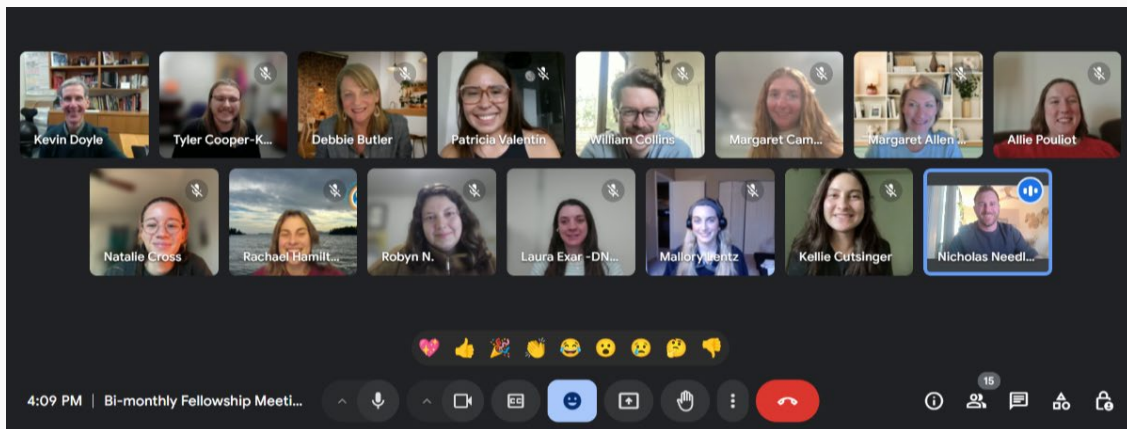 Kevin Doyle
Tyler Cooper-K...
Debbie Butler
Patricia Valentin
William Collins
Margaret Cam...
Margaret Allen ...
Allie Pouliot
Natalie Cross
Rachael Hamilt...
Robyn N.
Laura Exar -DN...
Mallory Lentz
Kellie Cutsinger
Nicholas Needl...
4:09 PM | Bi-monthly Fellowship Meeti...
CC
15